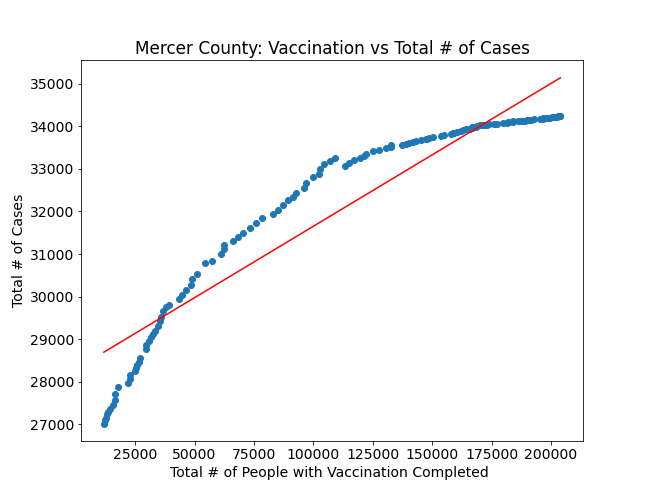 Mercer County: Vaccination vs Total # of Cases
Total # of Cases
35000
34000
33000
32000
31000
30000
29000
28000
27000
25000 50000 75000 100000 125000 150000 175000 200000
Total # of People with Vaccination Completed